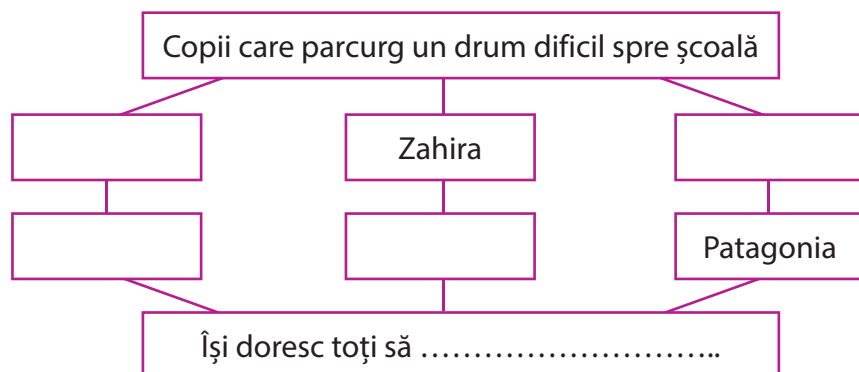 Copii care parcurg un drum dificil spre școală
Zahira
Patagonia
Își doresc toți să …………………………..